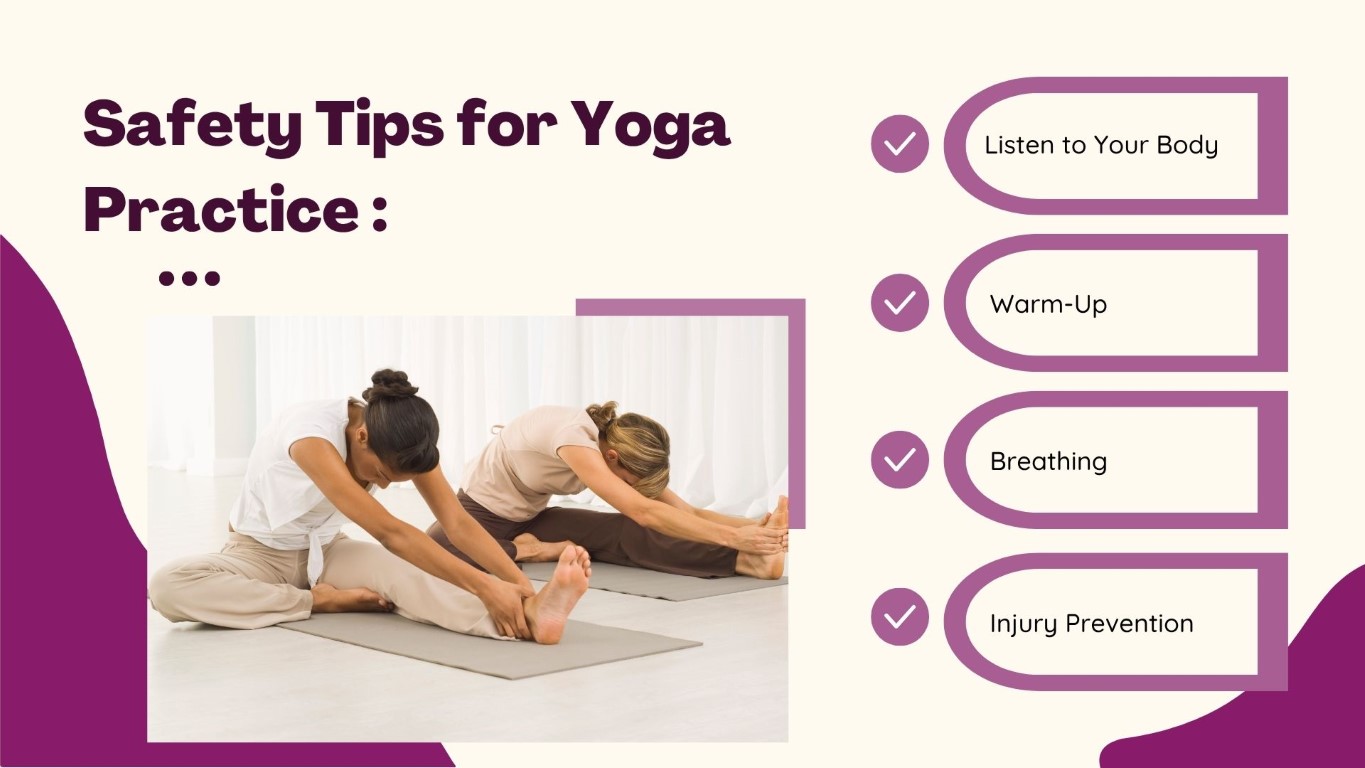 Safety Tips for Yoga
Practice :
Listen to Your Body
Warm-Up
Breathing
Injury Prevention